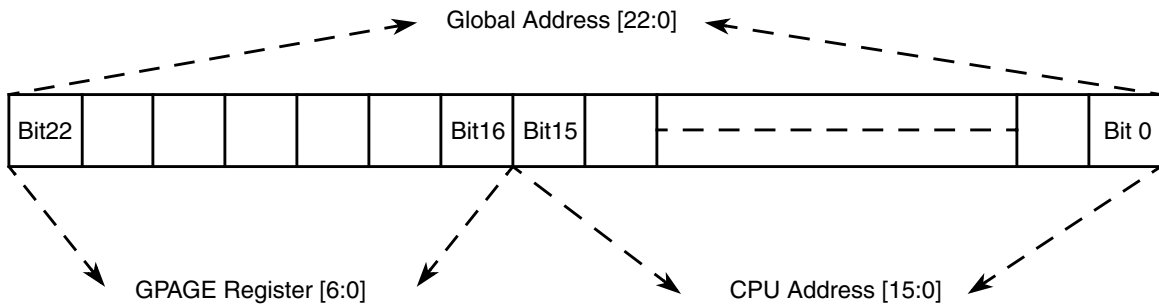 Global Address [22:0]
Bit22
Bit16
Bit15
Bit 0
GPAGE Register [6:0]
CPU Address [15:0]